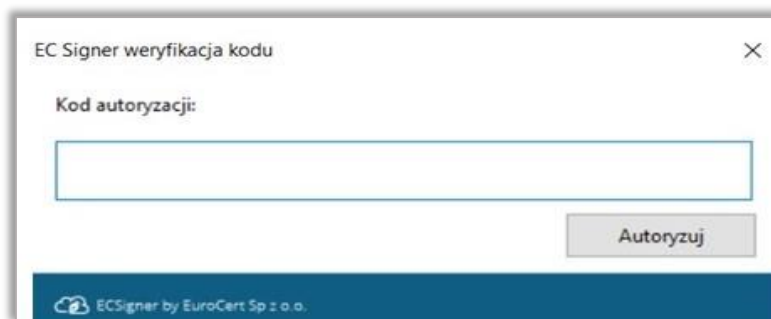 EC Signer weryfikacja kodu
Kod autoryzacji:
Autoryzuj
ECSigner by EuroCert Sp z o.o.